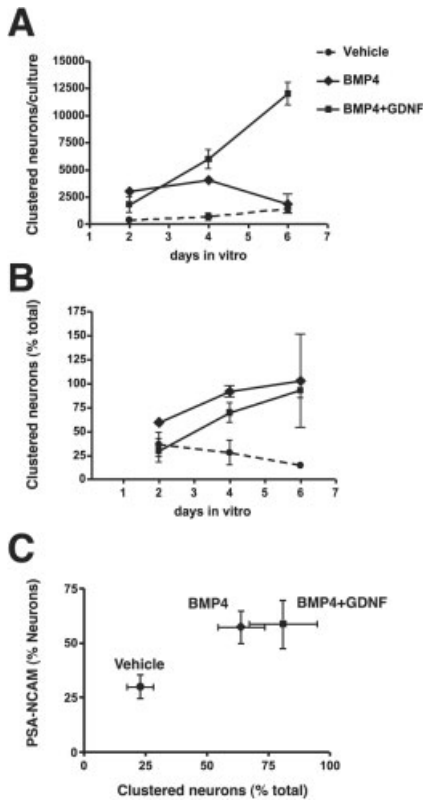 A
Vehicle
BMP4
BMP4+GDNF
Clustered neurons/culture
15000
12500
10000
7500
5000
2500
0
1 2 3 4 5 6 7
days in vitro
B
Clustered neurons (% total)
175
150
125
100
75
50
25
0
1 2 3 4 5 6 7
days in vitro
C
PSA-NCAM (% Neurons)
75
50
25
0
BMP4
BMP4+GDNF
Vehicle
0 25 50 75 100
Clustered neurons (% total)